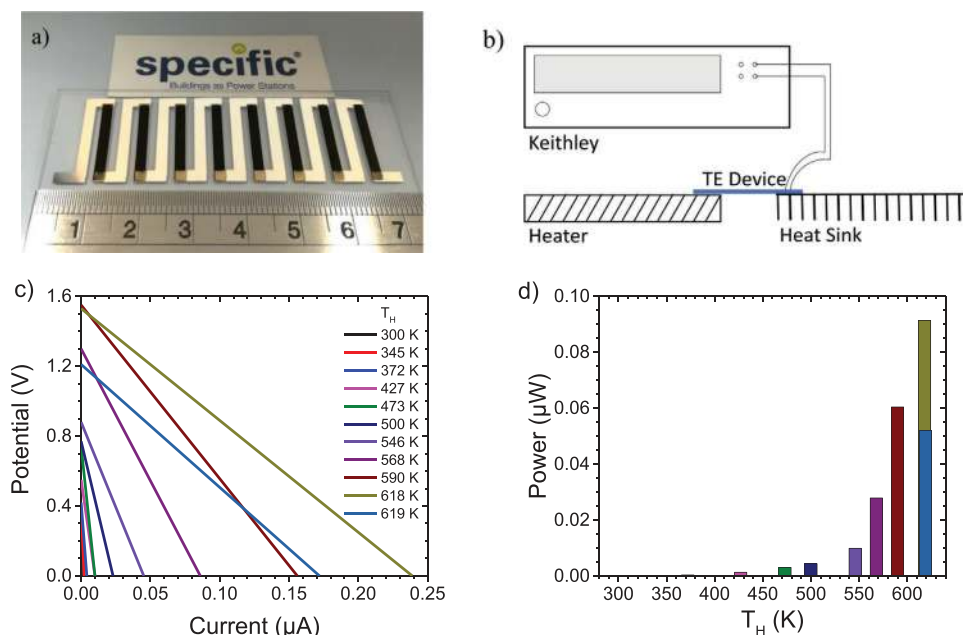 a)
specific®
Buildings as Power Stations
1 2 3 4 5 6 7
b)
Keithley
TE Device
Heater
Heat Sink
c)
Potential (V)
1.6
1.2
0.8
0.4
0.0
0.00 0.05 0.10 0.15 0.20 0.25
Current (µA)
T_H
300 K
345 K
372 K
427 K
473 K
500 K
546 K
568 K
590 K
618 K
619 K
d)
Power (µW)
0.10
0.08
0.06
0.04
0.02
0.00
300 350 400 450 500 550 600
T_H (K)